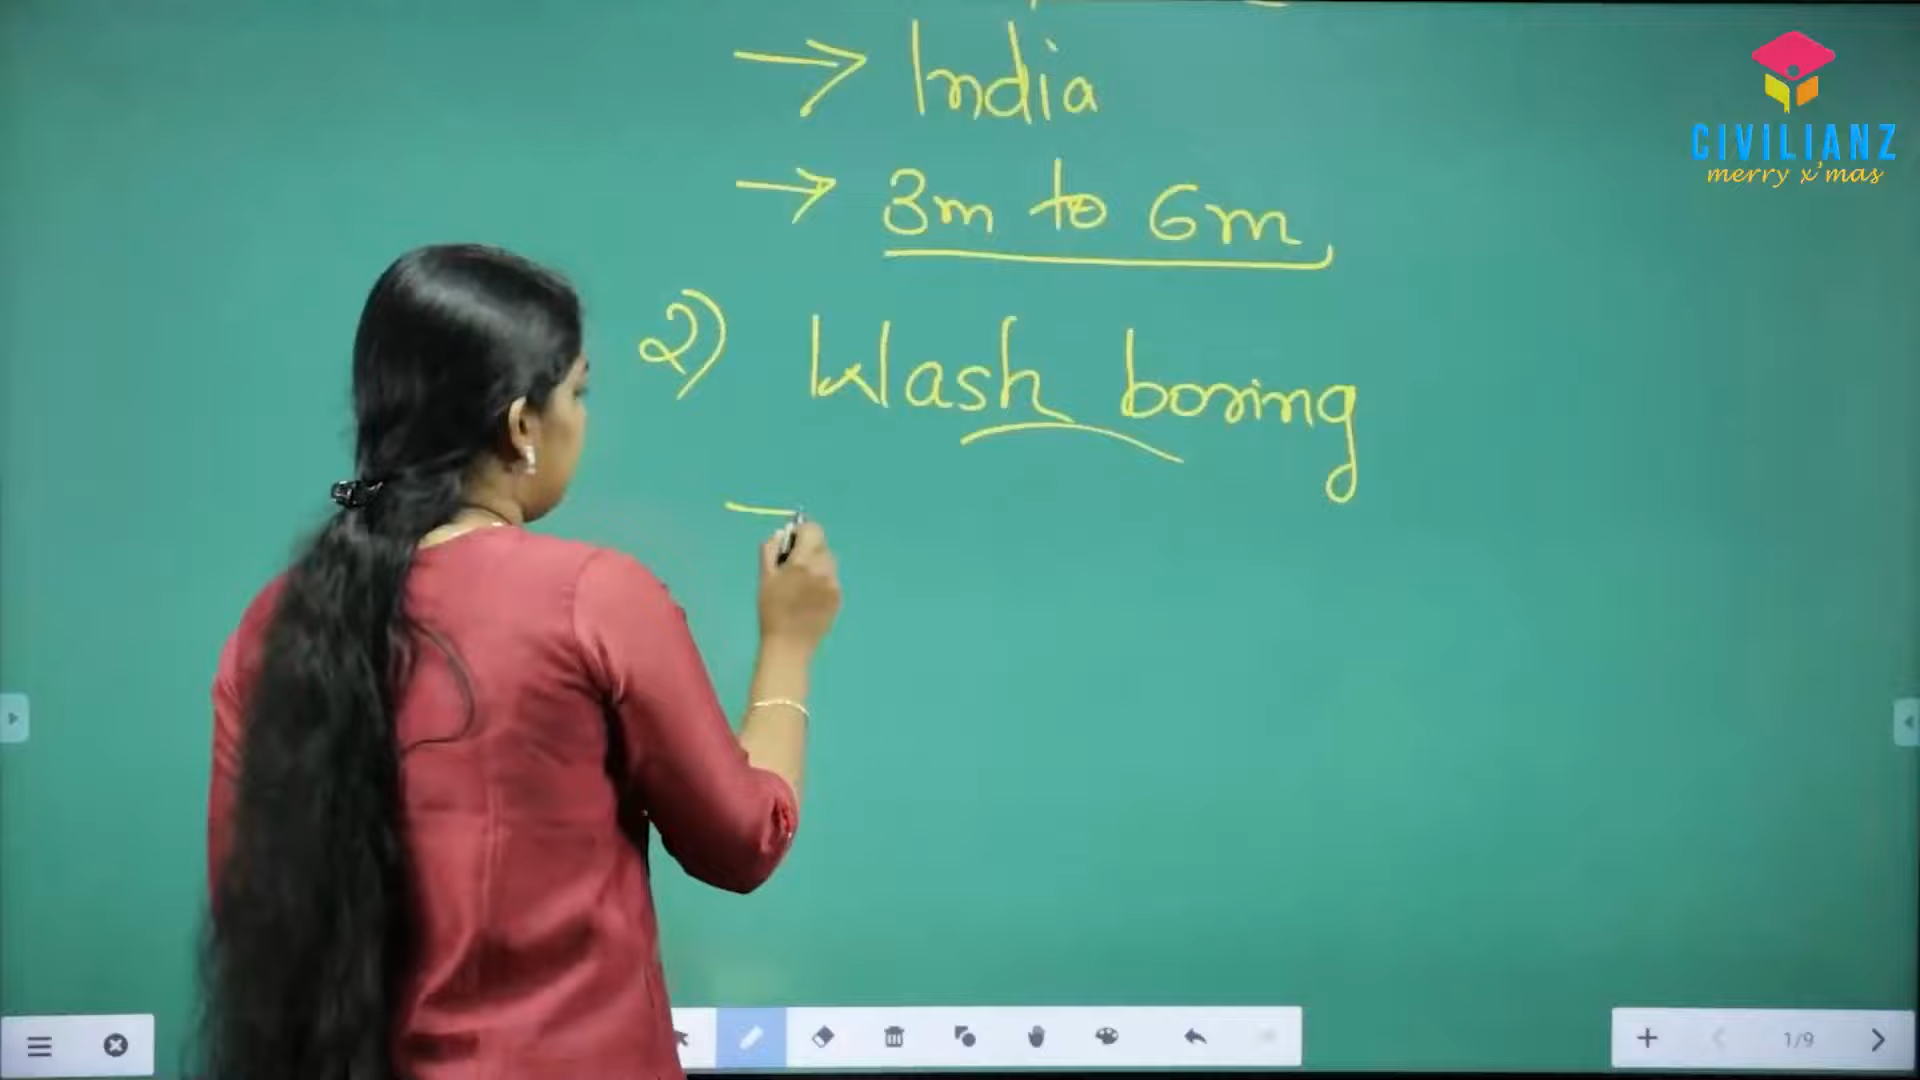 → India
→ 3m to 6m
2) Wash boring
CIVILIANZ
merry x'mas
1/9